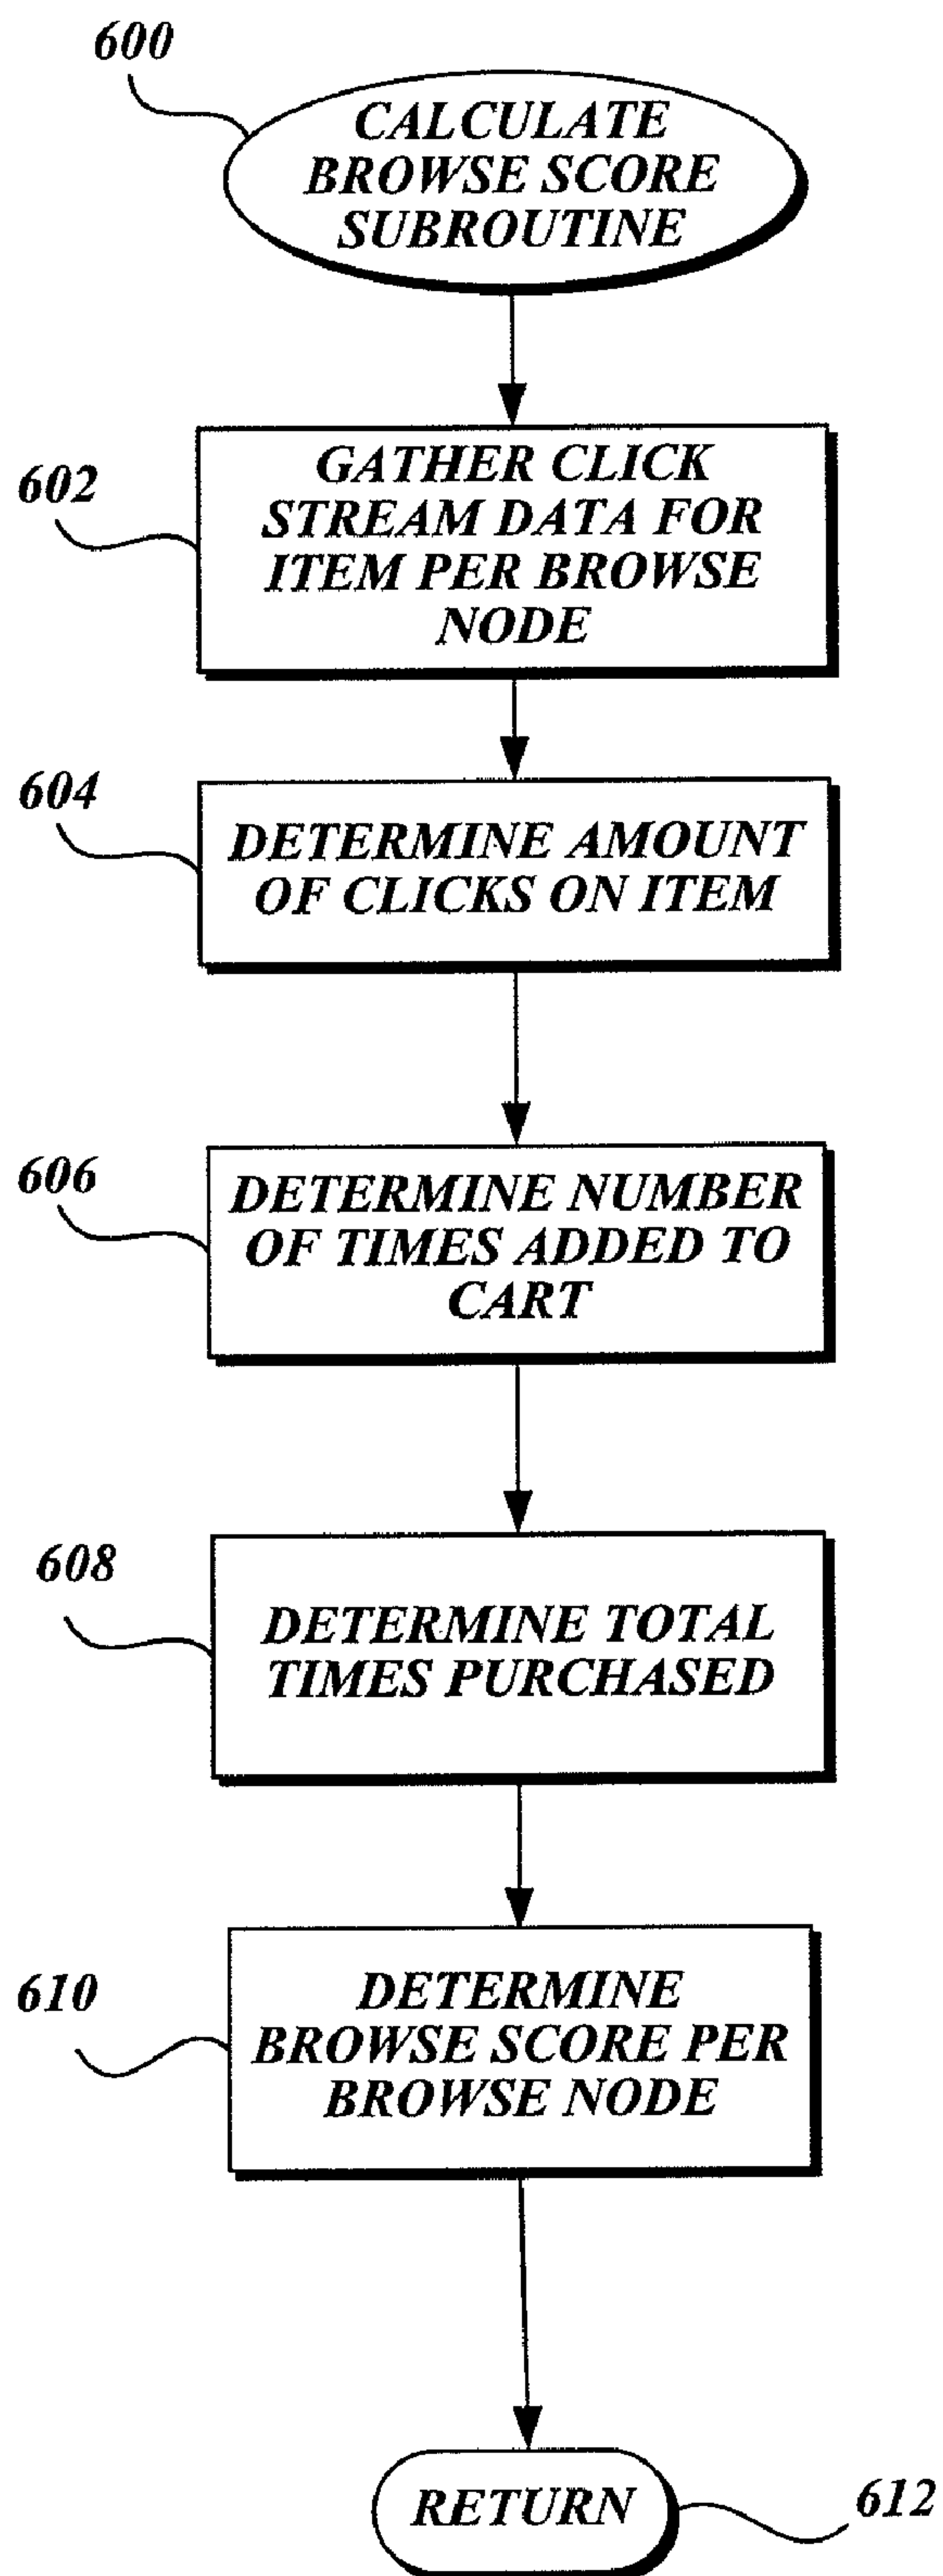 600
CALCULATE
BROWSE SCORE
SUBROUTINE
602
GATHER CLICK
STREAM DATA FOR
ITEM PER BROWSE
NODE
604
DETERMINE AMOUNT
OF CLICKS ON ITEM
606
DETERMINE NUMBER
OF TIMES ADDED TO
CART
608
DETERMINE TOTAL
TIMES PURCHASED
610
DETERMINE
BROWSE SCORE PER
BROWSE NODE
RETURN
612